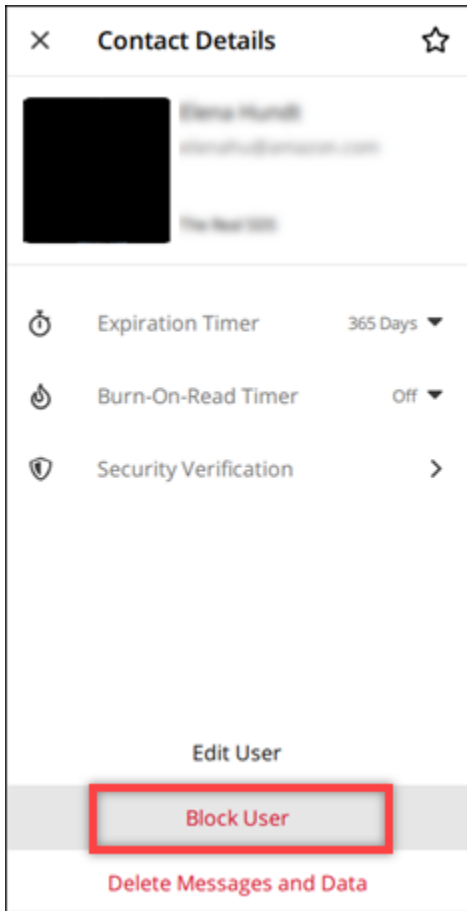 Contact Details
Expiration Timer 365 Days
Burn-On-Read Timer Off
Security Verification
Edit User
Block User
Delete Messages and Data